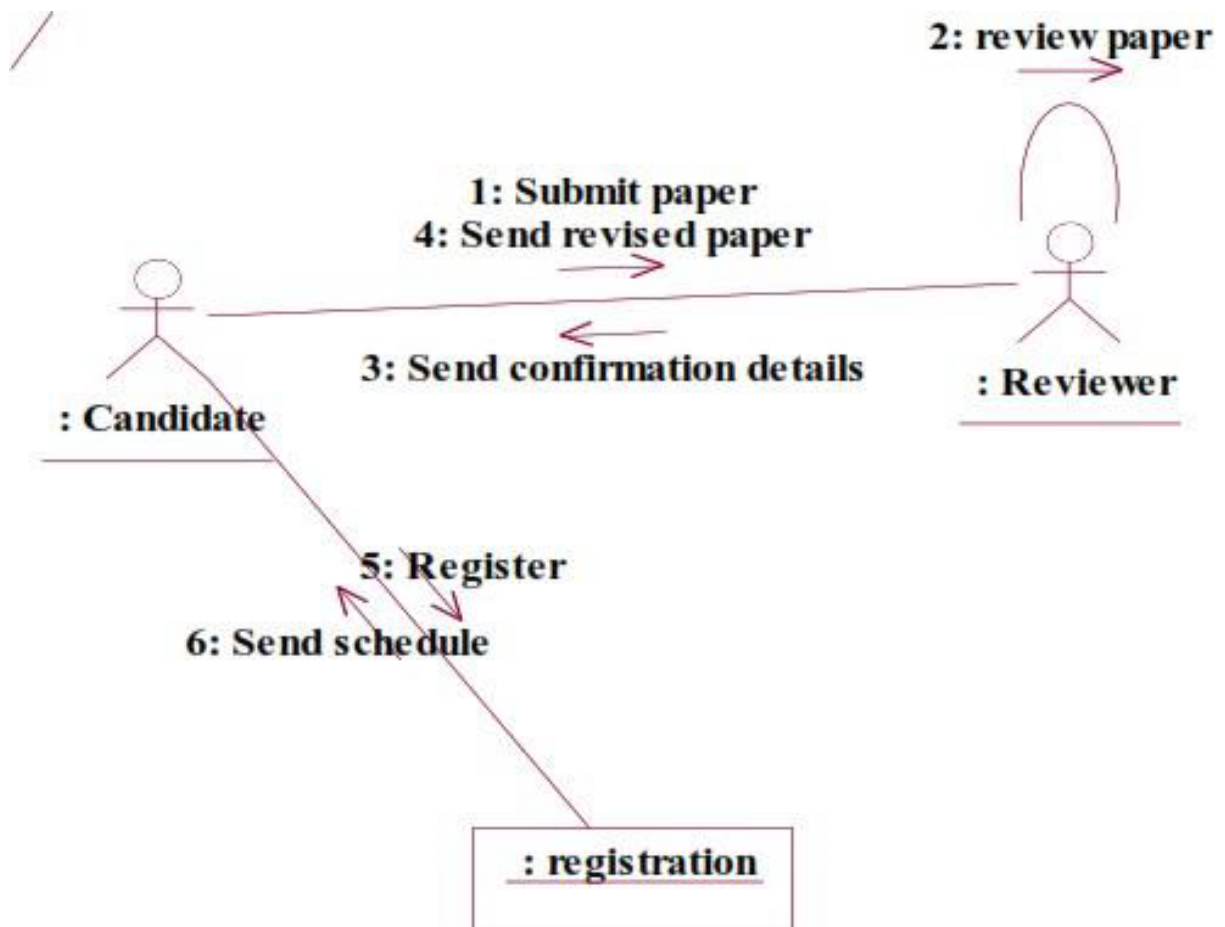 2: review paper
1: Submit paper
4: Send revised paper
3: Send confirmation details
: Reviewer
: Candidate
5: Register
6: Send schedule
: registration